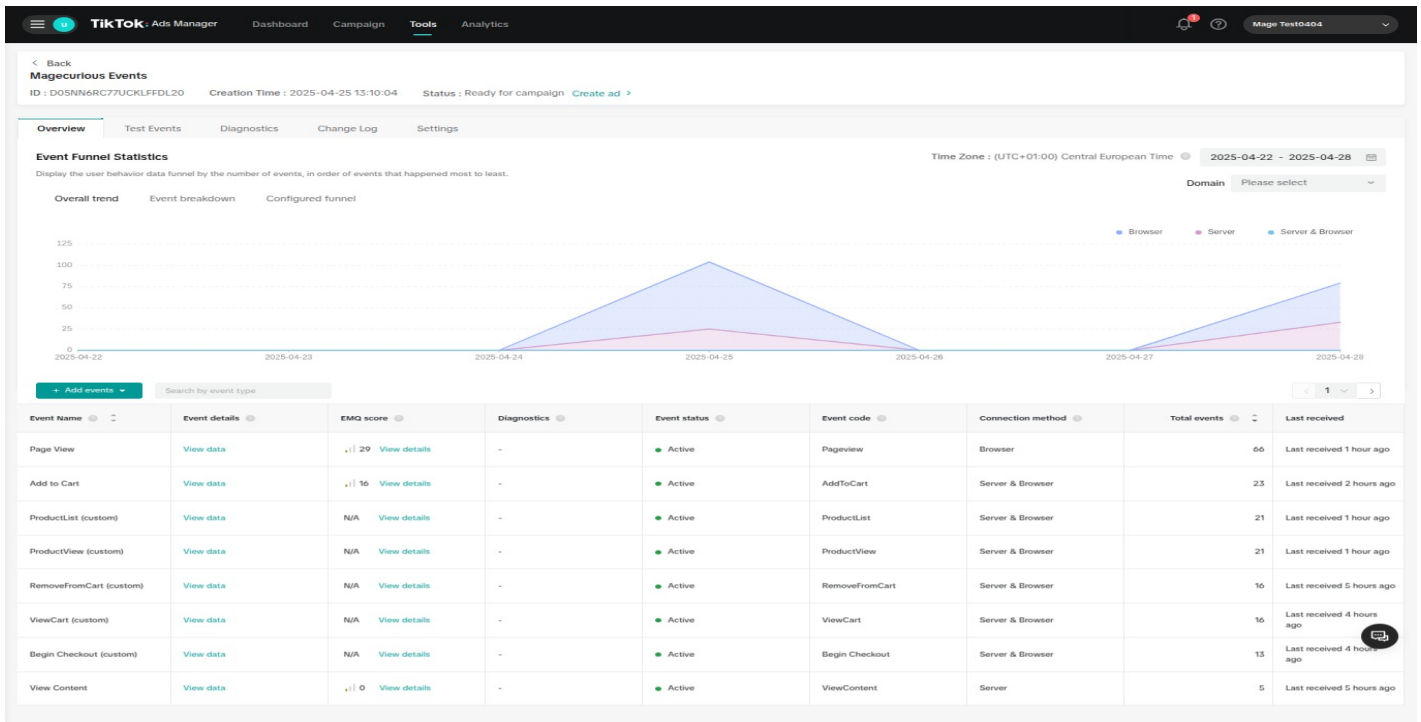 U TikTok: Ads Manager Dashboard Campaign Tools Analytics 1 Mage Test0404
< Back
Magecurious Events
ID : D05NN6RC77UCKLFFDL20 Creation Time : 2025-04-25 13:10:04 Status : Ready for campaign Create ad >
Overview Test Events Diagnostics Change Log Settings
Event Funnel Statistics Time Zone : (UTC+01:00) Central European Time 2025-04-22 - 2025-04-28
Display the user behavior data funnel by the number of events, in order of events that happened most to least.
Domain Please select
Overall trend Event breakdown Configured funnel
Browser Server Server & Browser
125
100
75
50
25
0
2025-04-22 2025-04-23 2025-04-24 2025-04-25 2025-04-26 2025-04-27 2025-04-28
+ Add events Search by event type < 1 >
Event Name Event details EMQ score Diagnostics Event status Event code Connection method Total events Last received
Page View View data 29 View details - Active Pageview Browser 66 Last received 1 hour ago
Add to Cart View data 16 View details - Active AddToCart Server & Browser 23 Last received 2 hours ago
ProductList (custom) View data N/A View details - Active ProductList Server & Browser 21 Last received 1 hour ago
ProductView (custom) View data N/A View details - Active ProductView Server & Browser 21 Last received 1 hour ago
RemoveFromCart (custom) View data N/A View details - Active RemoveFromCart Server & Browser 16 Last received 5 hours ago
ViewCart (custom) View data N/A View details - Active ViewCart Server & Browser 16 Last received 4 hours
ago
Begin Checkout (custom) View data N/A View details - Active Begin Checkout Server & Browser 13 Last received 4 hours
ago
View Content View data 0 View details - Active ViewContent Server 5 Last received 5 hours ago